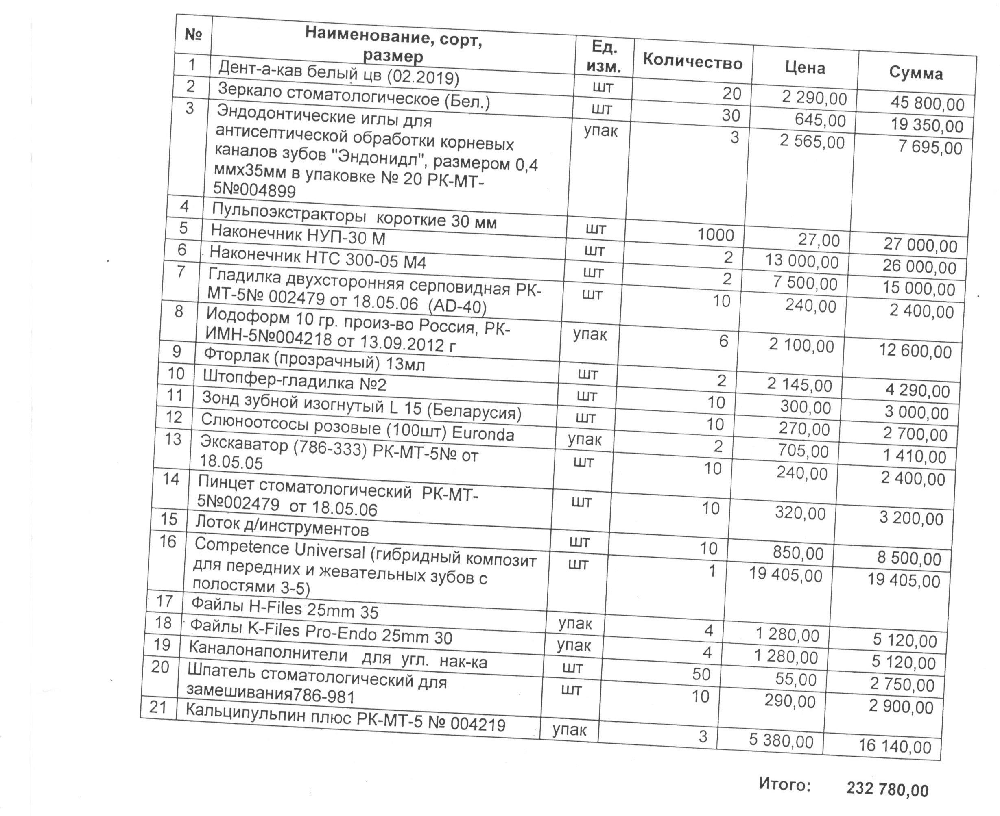 № Наименование, сорт, размер Ед. изм. Количество Цена Сумма
1 Дент-а-кав белый цв (02.2019) шт 20 2 290,00 45 800,00
2 Зеркало стоматологическое (Бел.) шт 30 645,00 19 350,00
3 Эндодонтические иглы для упак 3 2 565,00 7 695,00
антисептической обработки корневых
каналов зубов "Эндонидл", размером 0,4
ммх35мм в упаковке № 20 РК-МТ-
5№004899
4 Пульпоэкстракторы короткие 30 мм шт 1000 27,00 27 000,00
5 Наконечник НУП-30 М шт 2 13 000,00 26 000,00
6 Наконечник НТС 300-05 М4 шт 2 7 500,00 15 000,00
7 Гладилка двухсторонняя серповидная РК- шт 10 240,00 2 400,00
МТ-5№ 002479 от 18.05.06 (AD-40)
8 Иодоформ 10 гр. произ-во Россия, РК- упак 6 2 100,00 12 600,00
ИМН-5№004218 от 13.09.2012 г
9 Фторлак (прозрачный) 13мл шт 2 2 145,00 4 290,00
10 Штопфер-гладилка №2 шт 10 300,00 3 000,00
11 Зонд зубной изогнутый L 15 (Беларусия) шт 10 270,00 2 700,00
12 Слюноотсосы розовые (100шт) Euronda упак 2 705,00 1 410,00
13 Экскаватор (786-333) РК-МТ-5№ от шт 10 240,00 2 400,00
18.05.05
14 Пинцет стоматологический РК-МТ- шт 10 320,00 3 200,00
5№002479 от 18.05.06
15 Лоток д/инструментов шт 10 850,00 8 500,00
16 Competence Universal (гибридный композит шт 1 19 405,00 19 405,00
для передних и жевательных зубов с
полостями 3-5)
17 Файлы H-Files 25mm 35 упак 4 1 280,00 5 120,00
18 Файлы K-Files Pro-Endo 25mm 30 упак 4 1 280,00 5 120,00
19 Каналонаполнители для угл. нак-ка шт 50 55,00 2 750,00
20 Шпатель стоматологический для шт 10 290,00 2 900,00
замешивания786-981
21 Кальципульпин плюс РК-МТ-5 № 004219 упак 3 5 380,00 16 140,00
Итого: 232 780,00